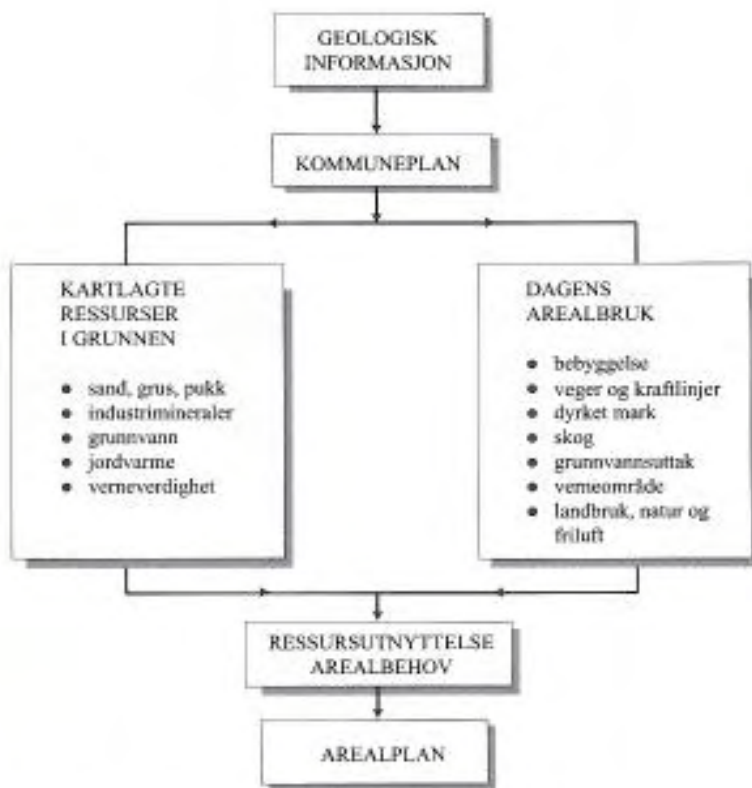 GEOLOGISK
INFORMASJON
KOMMUNEPLAN
KARTLAGTE
RESSURSER
I GRUNNEN
● sand, grus, pukk
● industrimineraler
● grunnvann
● jordvarme
● verneverdighet
DAGENS
AREALBRUK
● bebyggelse
● veger og kraftlinjer
● dyrket mark
● skog
● grunnvannsuttak
● verneområde
● landbruk, natur og
friluft
RESSURSUTNYTTELSE
AREALBEHOV
AREALPLAN